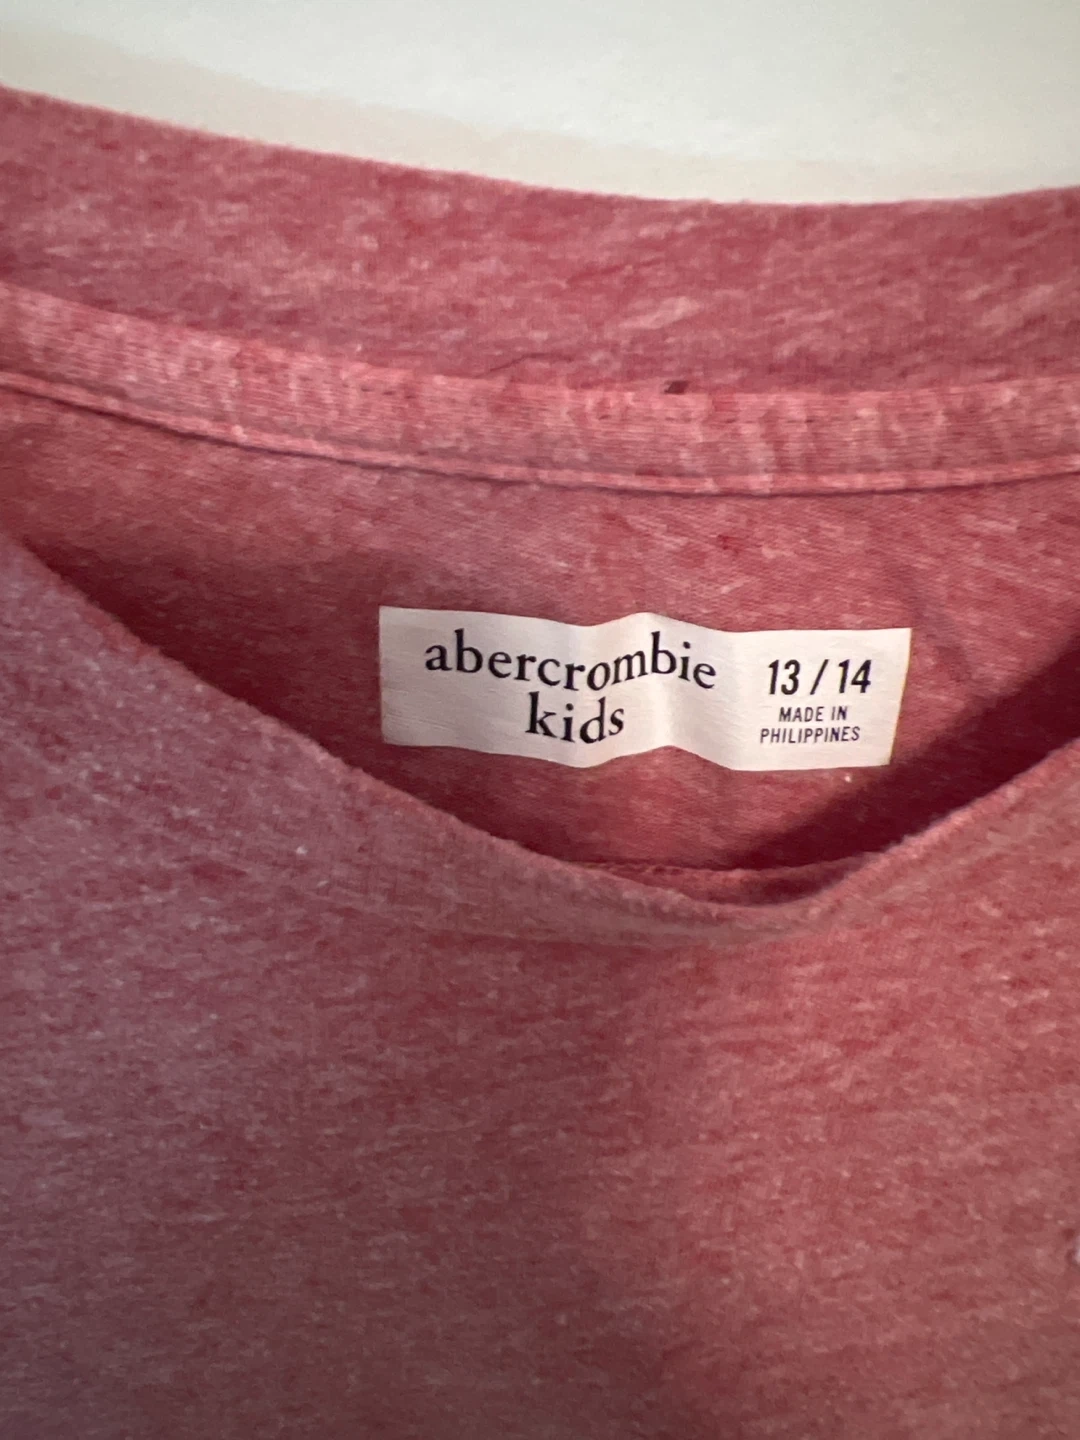 abercrombie
kids
13 / 14
MADE IN
PHILIPPINES